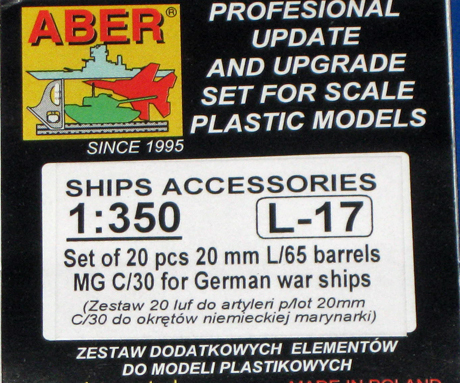 ABER®
PROFESIONAL
UPDATE
AND UPGRADE
SET FOR SCALE
PLASTIC MODELS
SINCE 1995
SHIPS ACCESSORIES
1:350 L-17
Set of 20 pcs 20 mm L/65 barrels
MG C/30 for German war ships
(Zestaw 20 luf do artyleri p/lot 20mm
C/30 do okrętów niemieckiej marynarki)
ZESTAW DODATKOWYCH ELEMENTÓW
DO MODELI PLASTIKOWYCH
MADE IN POLAND